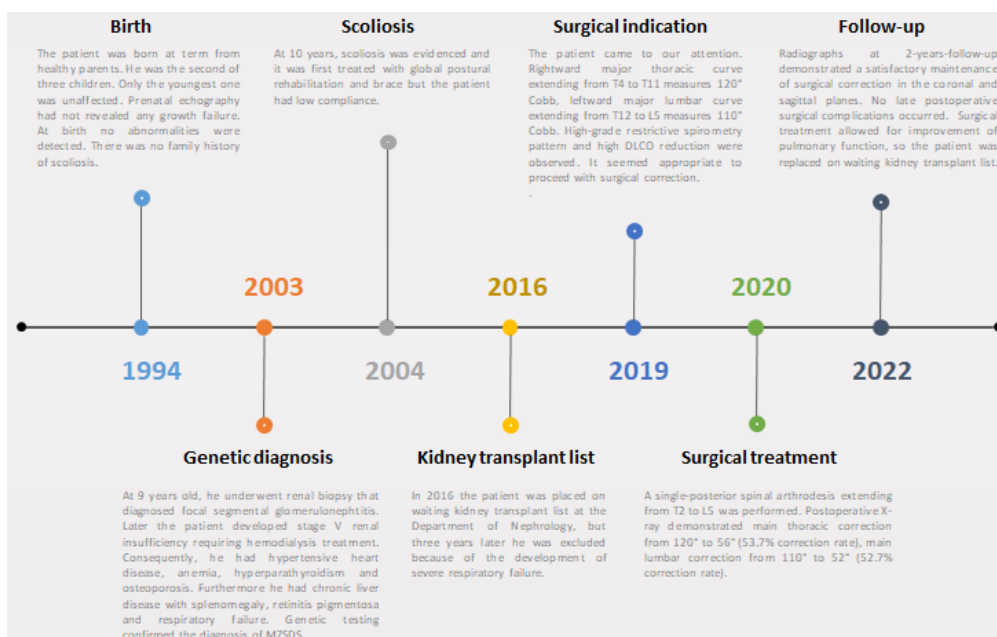 Birth
The patient was born at term from
healthy parents. He was the second of
three children. Only the youngest one
was unaffected. Prenatal echography
had not revealed any growth failure.
At birth no abnormalities were
detected. There was no family history
of scoliosis.
Scoliosis
At 10 years, scoliosis was evidenced and
it was first treated with global postural
rehabilitation and brace but the patient
had low compliance.
Surgical indication
The patient came to our attention.
Rightward major thoracic curve
extending from T4 to T11 measures 120°
Cobb, leftward major lumbar curve
extending from T12 to L5 measures 110°
Cobb. High-grade restrictive spirometry
pattern and high DLCO reduction were
observed. It seemed appropriate to
proceed with surgical correction.
.
Follow-up
Radiographs at 2-years-follow-up
demonstrated a satisfactory maintenance
of surgical correction in the coronal and
sagittal planes. No late postoperative
surgical complications occurred. Surgical
treatment allowed for improvement of
pulmonary function, so the patient was
replaced on waiting kidney transplant list.
2003
2016
2020
1994
2004
2019
2022
Genetic diagnosis
At 9 years old, he underwent renal biopsy that
diagnosed focal segmental glomerulonephtitis.
Later the patient developed stage V renal
insufficiency requiring hemodialysis treatment.
Consequently, he had hypertensive heart
disease, anemia, hyperparathyroidism and
osteoporosis. Furthermore he had chronic liver
disease with splenomegaly, retinitis pigmentosa
and respiratory failure. Genetic testing
confirmed the diagnosis of MZSDS
Kidney transplant list
In 2016 the patient was placed on
waiting kidney transplant list at the
Department of Nephrology, but
three years later he was excluded
because of the development of
severe respiratory failure.
Surgical treatment
A single-posterior spinal arthrodesis extending
from T2 to L5 was performed. Postoperative X-
ray demonstrated main thoracic correction
from 120° to 56° (53.7% correction rate), main
lumbar correction from 110° to 52° (52.7%
correction rate).